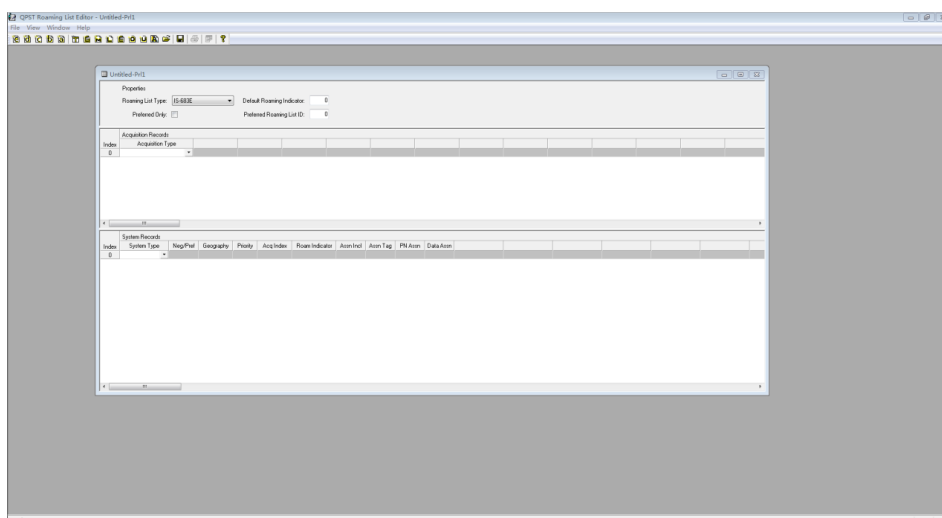 QPST Roaming List Editor - Untitled-Prl1
File View Window Help
Untitled-Prl1
Properties
Roaming List Type: IS-683E Default Roaming Indicator: 0
Preferred Only: Preferred Roaming List ID: 0
Acquisition Records
Index Acquisition Type
0
System Records
Index System Type Neg/Pref Geography Priority Acq Index Roam Indicator Assn Incl Assn Tag PN Assn Data Assn
0